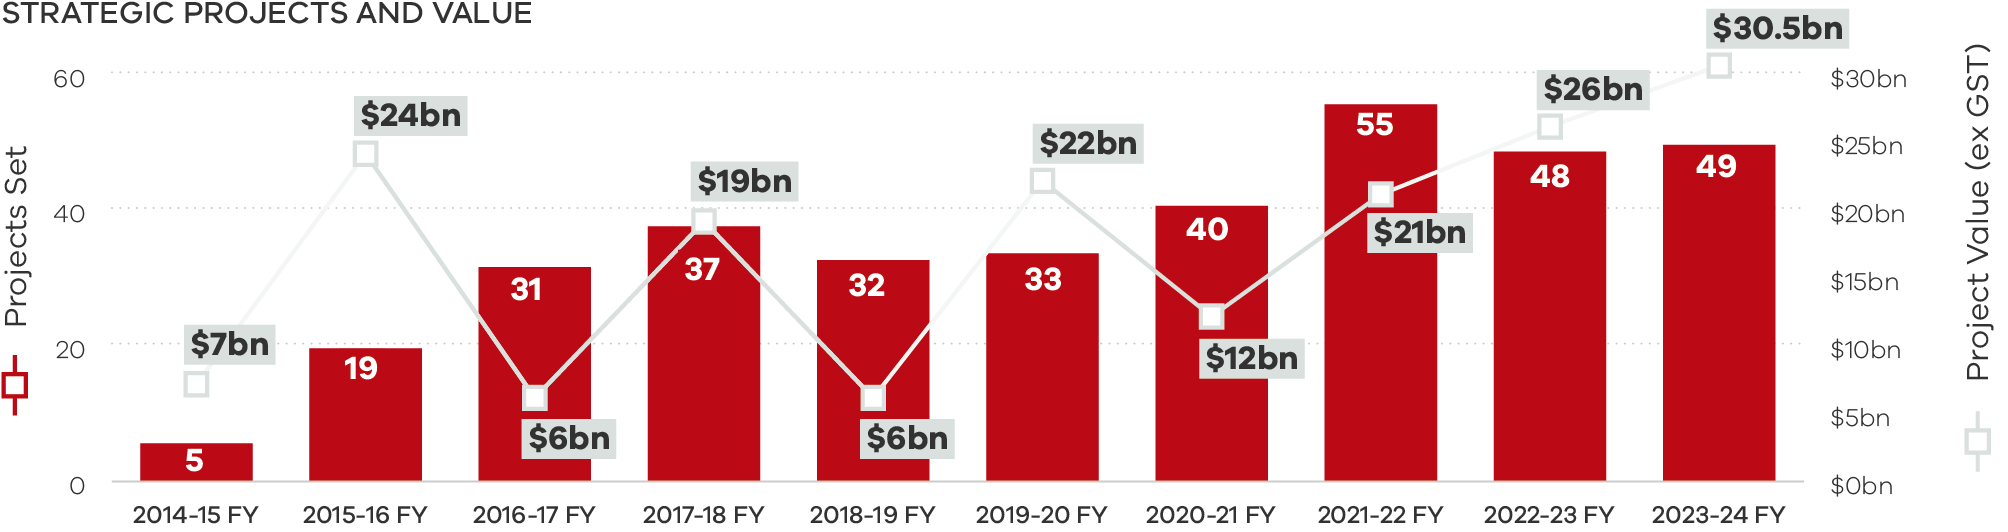 STRATEGIC PROJECTS AND VALUE
Projects Set
60
40
20
0
$7bn
$24bn
$6bn
$19bn
$6bn
$22bn
$12bn
$21bn
$26bn
$30.5bn
5
19
31
37
32
33
40
55
48
49
$30bn
$25bn
$20bn
$15bn
$10bn
$5bn
$0bn
Project Value (ex GST)
2014-15 FY
2015-16 FY
2016-17 FY
2017-18 FY
2018-19 FY
2019-20 FY
2020-21 FY
2021-22 FY
2022-23 FY
2023-24 FY